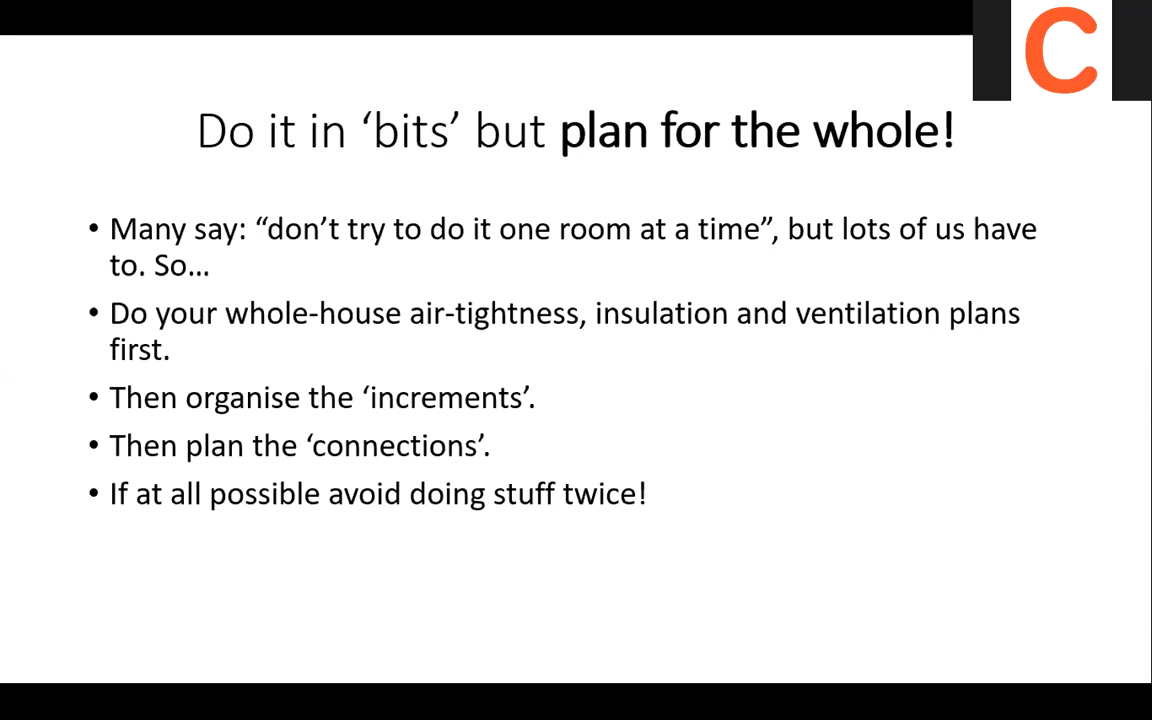 C
Do it in ‘bits’ but plan for the whole!
• Many say: “don’t try to do it one room at a time”, but lots of us have
to. So…
• Do your whole-house air-tightness, insulation and ventilation plans
first.
• Then organise the ‘increments’.
• Then plan the ‘connections’.
• If at all possible avoid doing stuff twice!